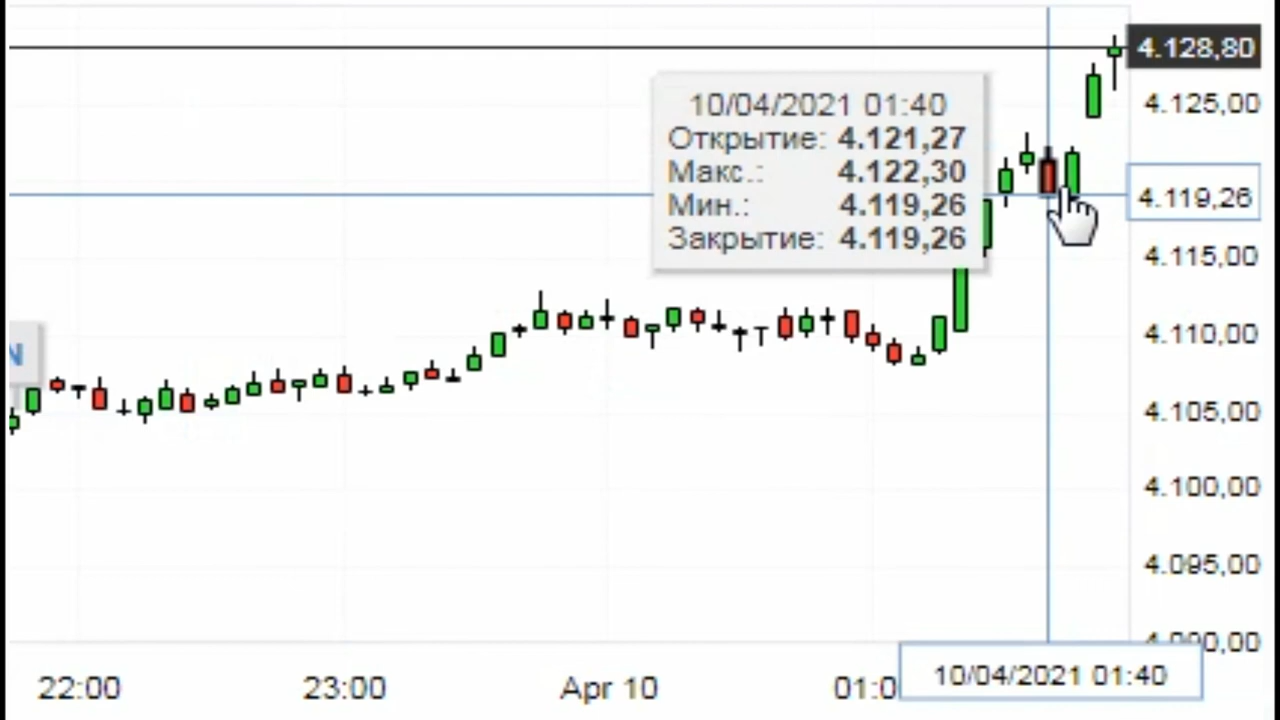 4.128,80
10/04/2021 01:40
4.125,00
Открытие: 4.121,27
Макс.: 4.122,30
Мин.: 4.119,26
4.119,26
Закрытие: 4.119,26
4.115,00
4.110,00
N
4.105,00
4.100,00
4.095,00
4.090,00
22:00 23:00 Apr 10 01:0
10/04/2021 01:40